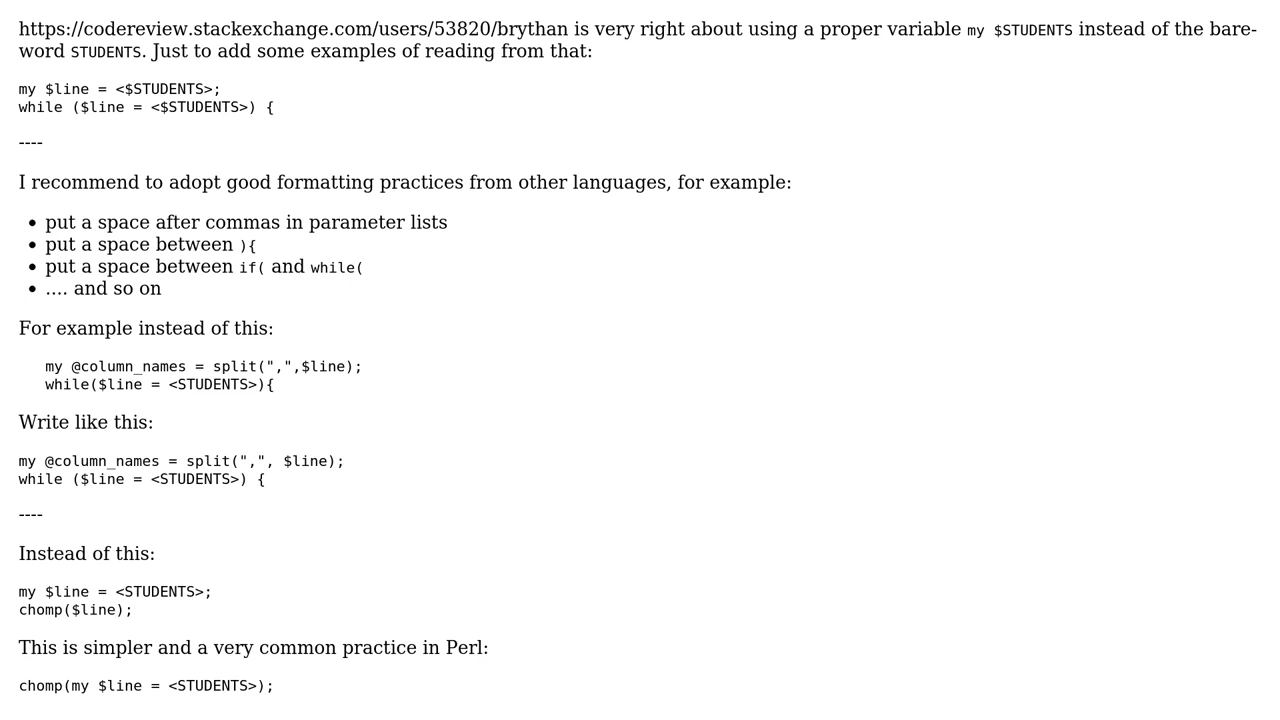 https://codereview.stackexchange.com/users/53820/brythan is very right about using a proper variable my $STUDENTS instead of the bare-
word STUDENTS. Just to add some examples of reading from that:
my $line = <$STUDENTS>;
while ($line = <$STUDENTS>) {
----
I recommend to adopt good formatting practices from other languages, for example:
• put a space after commas in parameter lists
• put a space between ){
• put a space between if( and while(
• .... and so on
For example instead of this:
my @column_names = split(",",$line);
while($line = <STUDENTS>){
Write like this:
my @column_names = split(",", $line);
while ($line = <STUDENTS>) {
----
Instead of this:
my $line = <STUDENTS>;
chomp($line);
This is simpler and a very common practice in Perl:
chomp(my $line = <STUDENTS>);